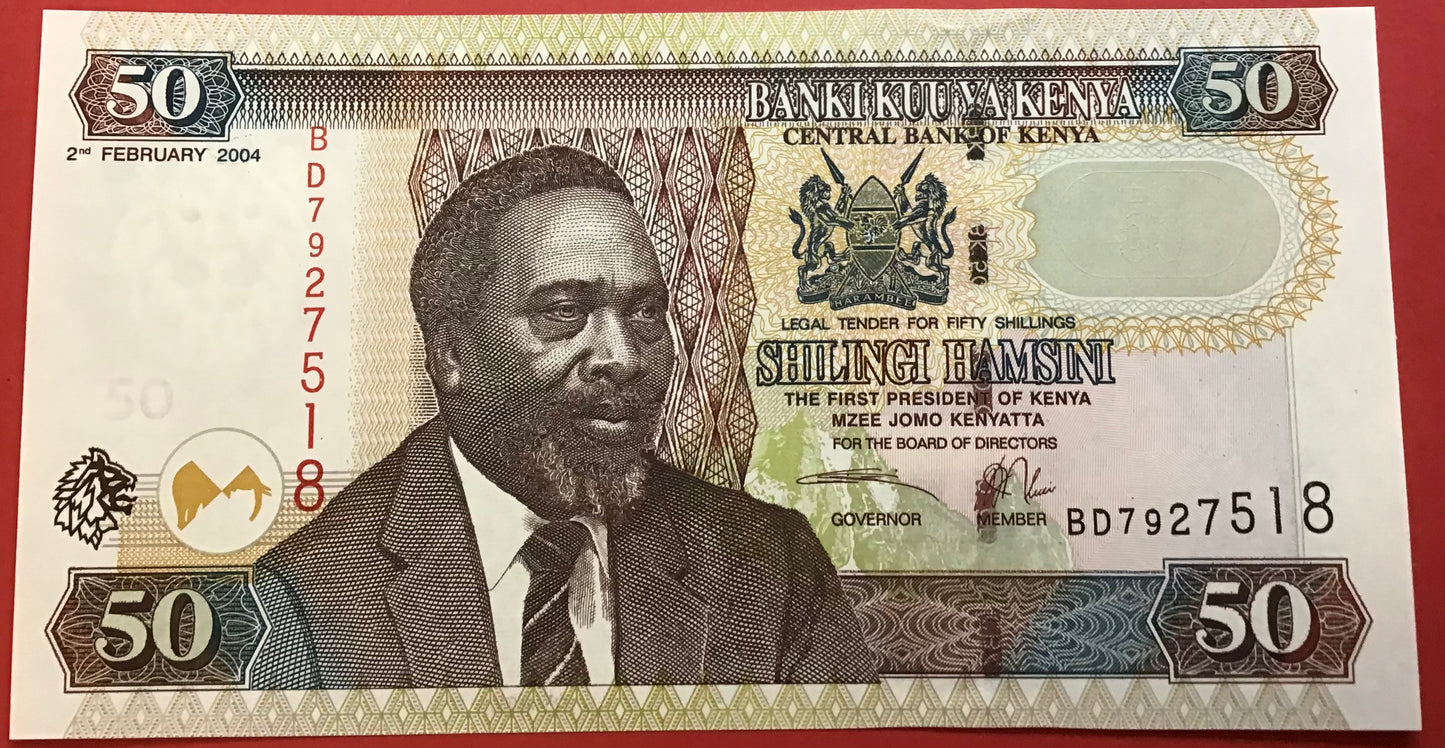 50
BANKI KUU YA KENYA
50
CENTRAL BANK OF KENYA
2nd FEBRUARY 2004
BD7927518
HARAMBEE
LEGAL TENDER FOR FIFTY SHILLINGS
SHILINGI HAMSINI
THE FIRST PRESIDENT OF KENYA
MZEE JOMO KENYATTA
50
FOR THE BOARD OF DIRECTORS
GOVERNOR MEMBER BD7927518
50
50